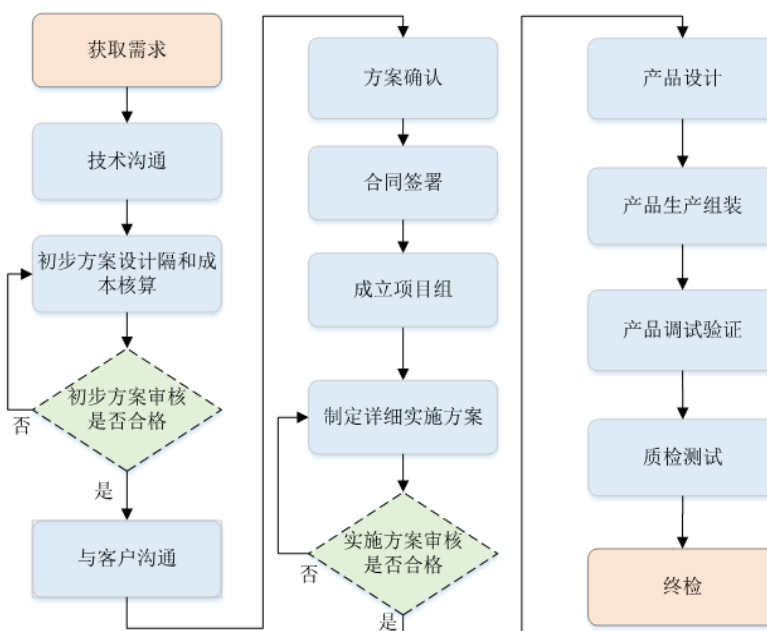 获取需求
技术沟通
初步方案设计隔和成
本核算
初步方案审核
是否合格
否
是
与客户沟通
方案确认
合同签署
成立项目组
制定详细实施方案
实施方案审核
是否合格
否
是
产品设计
产品生产组装
产品调试验证
质检测试
终检